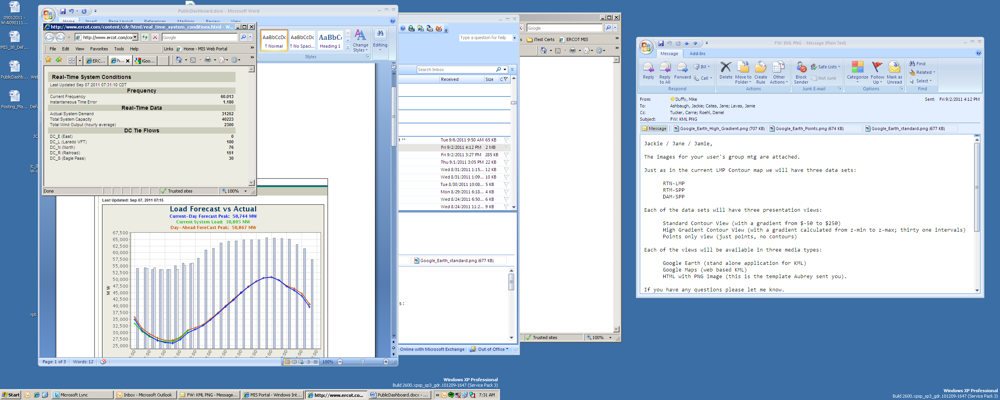 09012011 -
W-A090111...
MIS_38_Def...
PublicDashb...
Web
Posting_Ma...
Defa
JC
jc_0
W-x
rpt.
PublicDashboard.docx - Microsoft Word
Home
Insert
Page Layout
References
Mailings
Review
View
AaBbCcDc
¶ Normal
AaBbCcDc
¶ No Spaci...
AaBbC
Heading 1
Change
Styles
Editing
Styles
http://www.ercot.com/content/cdr/html/real_time_system_conditions.html - W...
http://www.ercot.com/co
Google
File
Edit
View
Favorites
Tools
Help
Links
Home - MIS Web Portal
»
ERC...
h...
iGoo...
»
Real-Time System Conditions
Last Updated Sep 07 2011 07:31:10 CDT
Frequency
Current Frequency 60.013
Instantaneous Time Error 1.180
Real-Time Data
Actual System Demand 31252
Total System Capacity 40223
Total Wind Output (hourly average) 2300
DC Tie Flows
DC_E (East) 0
DC_L (Laredo VFT) 100
DC_N (North) 76
DC_R (Railroad) 151
DC_S (Eagle Pass) 30
Done
Trusted sites
100%
Last Updated: Sep 07, 2011 07:15
Load Forecast vs Actual
Current-Day Forecast Peak: 50,744 MW
Current System Load: 30,805 MW
Day-Ahead ForeCast Peak: 50,867 MW
67,500
65,000
62,500
60,000
57,500
55,000
52,500
50,000
47,500
45,000
42,500
40,000
37,500
35,000
32,500
30,000
27,500
25,000
MW
Page: 1 of 3
Words: 12
100%
Type a question for help
Search Inbox
Received
Size
C
t ** Tue 9/6/2011 9:50 AM 65 KB
Fri 9/2/2011 4:12 PM 2 MB
Fri 9/2/2011 3:27 PM 285 KB
Thu 9/1/2011 3:05 PM 22 KB
Wed 8/31/2011 1:15... 12 KB
Wed 8/31/2011 1:09... 10 KB
Tue 8/30/2011 10:08... 5 KB
Mon 8/29/2011 6:18... 4 KB
Wed 8/24/2011 6:50... 6 KB
Wed 8/24/2011 11:2... 9 KB
Google_Earth_standard.png (677 KB)
s:
Online with Microsoft Exchange
Out of Office
Google
s
iTest Certs
ERCOT MIS
»
»
Trusted sites
100%
FW: KML PNG - Message (Plain Text)
Message
Add-Ins
Reply
Reply
to All
Forward
IM
Call
Respond
Delete
Move to
Folder
Create
Rule
Other
Actions
Actions
Block
Sender
Safe Lists
Not Junk
Junk E-mail
Categorize
Follow
Up
Mark as
Unread
Options
Find
Related
Select
Find
From: Duffy, Mike
Sent: Fri 9/2/2011 4:12 PM
To: Ashbaugh, Jackie; Cates, Jane; Lavas, Jamie
Cc: Tucker, Carrie; Roehl, Daniel
Subject: FW: KML PNG
Message
Google_Earth_High_Gradient.png (707 KB)
Google_Earth_Points.png (674 KB)
Google_Earth_standard.png (677 KB)
Jackie / Jane / Jamie,
The images for your user's group mtg are attached.
Just as in the current LMP Contour map we will have three data sets:
RTN-LMP
RTM-SPP
DAM-SPP
Each of the data sets will have three presentation views:
Standard Contour View (with a gradient from $-50 to $250)
High Gradient Contour View (with a gradient calculated from z-min to z-max; thirty one intervals)
Points only view (just points, no contours)
Each of the views will be available in three media types:
Google Earth (stand alone application for KML)
Google Maps (web based KML)
HTML with PNG image (this is the template Aubrey sent you).
If you have any questions please let me know.
Windows XP Professional
Build 2600.xpsp_sp3_gdr.101209-1647 (Service Pack 3)
Windows XP Professional
Build 2600.xpsp_sp3_gdr.101209-1647 (Service Pack 3)
Start
Microsoft Lync
Inbox - Microsoft Outlook
FW: KML PNG - Message...
MIS Portal - Windows Int...
http://www.ercot.co...
PublicDashboard.docx - ...
«
7:31 AM